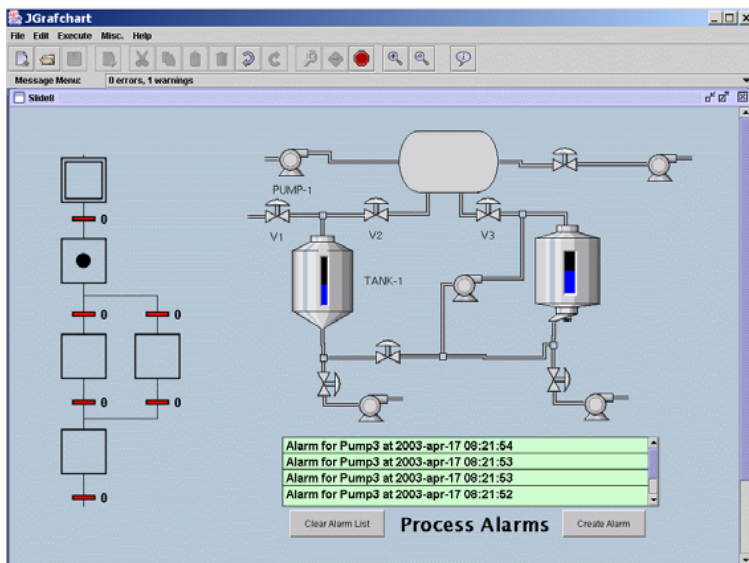 JGrafchart
File Edit Execute Misc. Help
Message Menu: 0 errors, 1 warnings
Slide8
PUMP-1
0
V1 V2 V3
TANK-1
0 0
0 0
Alarm for Pump3 at 2003-apr-17 08:21:54
Alarm for Pump3 at 2003-apr-17 08:21:53
Alarm for Pump3 at 2003-apr-17 08:21:53
Alarm for Pump3 at 2003-apr-17 08:21:52
0
Clear Alarm List Process Alarms Create Alarm